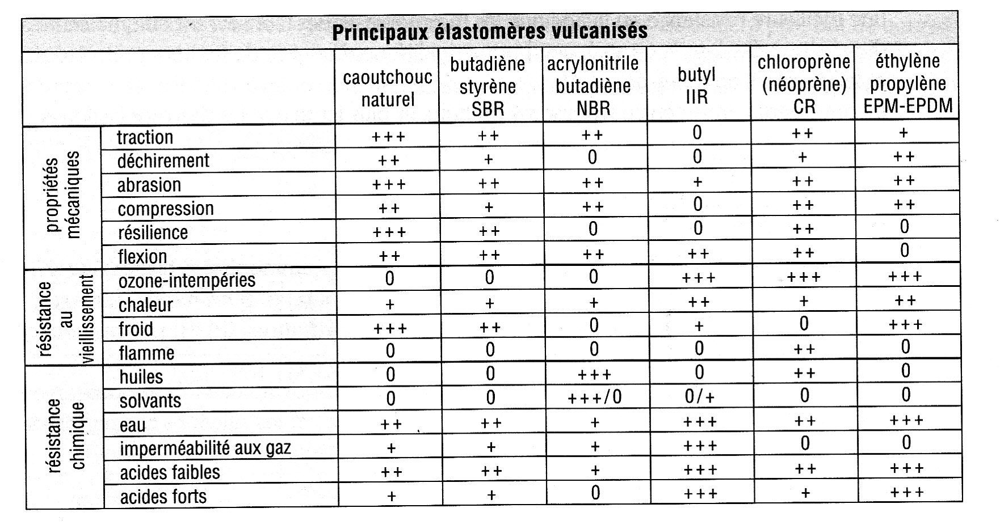 Principaux élastomères vulcanisés
caoutchouc naturel | butadiène styrène SBR | acrylonitrile butadiène NBR | butyl IIR | chloroprène (néoprène) CR | éthylène propylène EPM-EPDM
propriétés mécaniques
traction +++ ++ ++ 0 ++ +
déchirement ++ + 0 0 + ++
abrasion +++ ++ ++ + ++ ++
compression ++ + ++ 0 ++ ++
résilience +++ ++ 0 0 ++ 0
flexion ++ ++ ++ ++ ++ 0
résistance au vieillissement
ozone-intempéries 0 0 0 +++ +++ +++
chaleur + + + ++ + ++
froid +++ ++ 0 + 0 +++
flamme 0 0 0 0 ++ 0
résistance chimique
huiles 0 0 +++ 0 ++ 0
solvants 0 0 +++/0 0/+ 0 0
eau ++ ++ + +++ ++ +++
imperméabilité aux gaz + + + +++ 0 0
acides faibles ++ ++ + +++ ++ +++
acides forts + + 0 +++ + +++